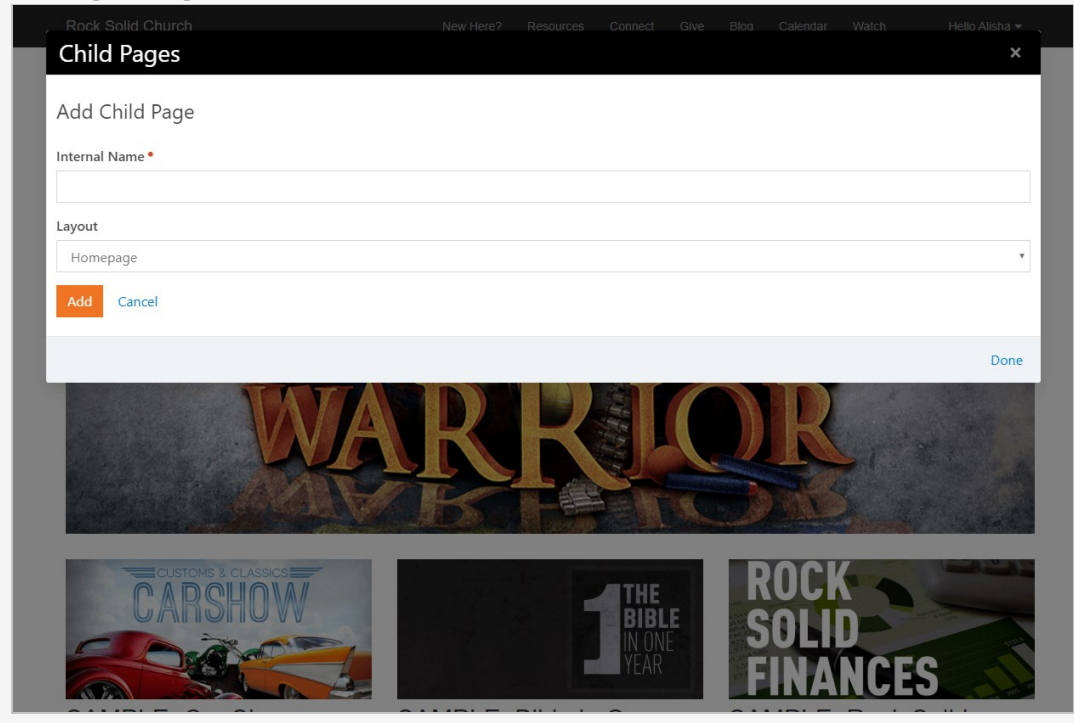 Rock Solid Church New Here? Resources Connect Give Blog Calendar Watch Hello Alisha
Child Pages ×
Add Child Page
Internal Name •
Layout
Homepage
Add Cancel
Done
WARRIOR
CUSTOMS & CLASSICS
CARSHOW
1 THE
BIBLE
IN ONE
YEAR
ROCK
SOLID
FINANCES